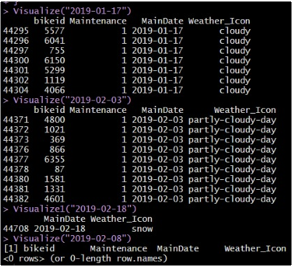 > Visualize("2019-01-17")
bikeid Maintenance MainDate Weather_Icon
44295 5577 1 2019-01-17 cloudy
44296 6041 1 2019-01-17 cloudy
44297 755 1 2019-01-17 cloudy
44300 6150 1 2019-01-17 cloudy
44301 5299 1 2019-01-17 cloudy
44302 1119 1 2019-01-17 cloudy
44304 4066 1 2019-01-17 cloudy
> Visualize("2019-02-03")
bikeid Maintenance MainDate Weather_Icon
44371 4800 1 2019-02-03 partly-cloudy-day
44372 1021 1 2019-02-03 partly-cloudy-day
44373 369 1 2019-02-03 partly-cloudy-day
44376 866 1 2019-02-03 partly-cloudy-day
44377 6355 1 2019-02-03 partly-cloudy-day
44378 87 1 2019-02-03 partly-cloudy-day
44380 1581 1 2019-02-03 partly-cloudy-day
44381 1331 1 2019-02-03 partly-cloudy-day
44382 4601 1 2019-02-03 partly-cloudy-day
> Visualize1("2019-02-18")
MainDate Weather_Icon
44708 2019-02-18 snow
> Visualize("2019-02-08")
[1] bikeid Maintenance MainDate Weather_Icon
<0 rows> (or 0-length row.names)